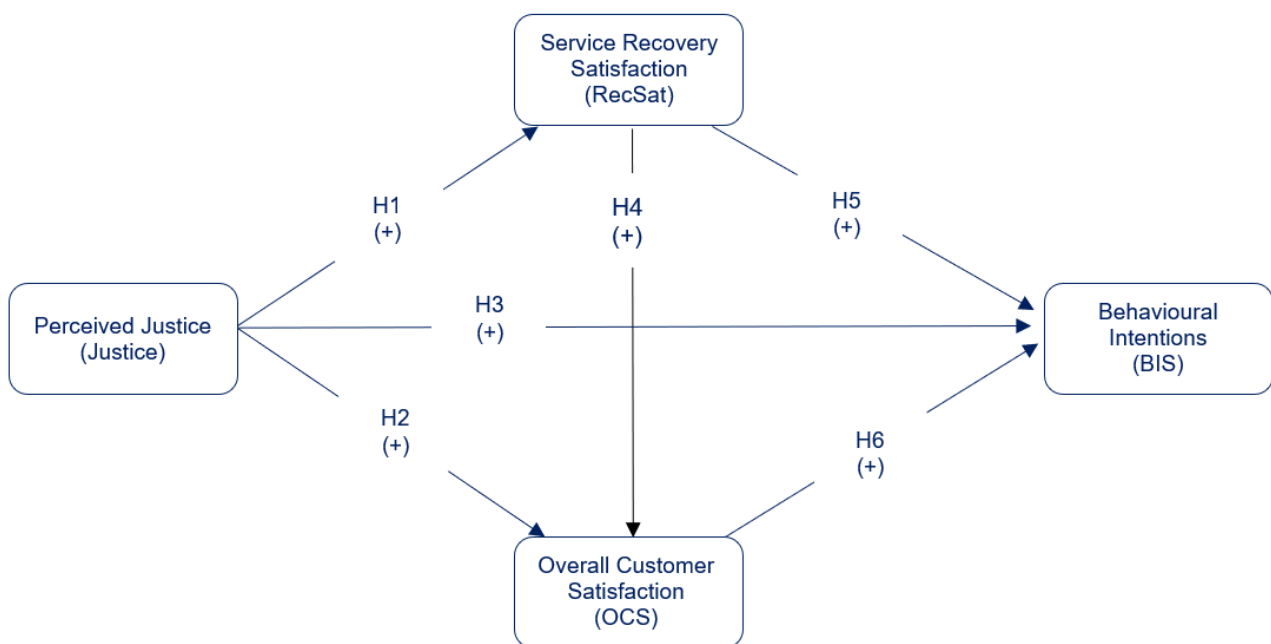 Service Recovery
Satisfaction
(RecSat)
H1
(+)
H4
(+)
H5
(+)
Perceived Justice
(Justice)
H3
(+)
Behavioural
Intentions
(BIS)
H2
(+)
H6
(+)
Overall Customer
Satisfaction
(OCS)